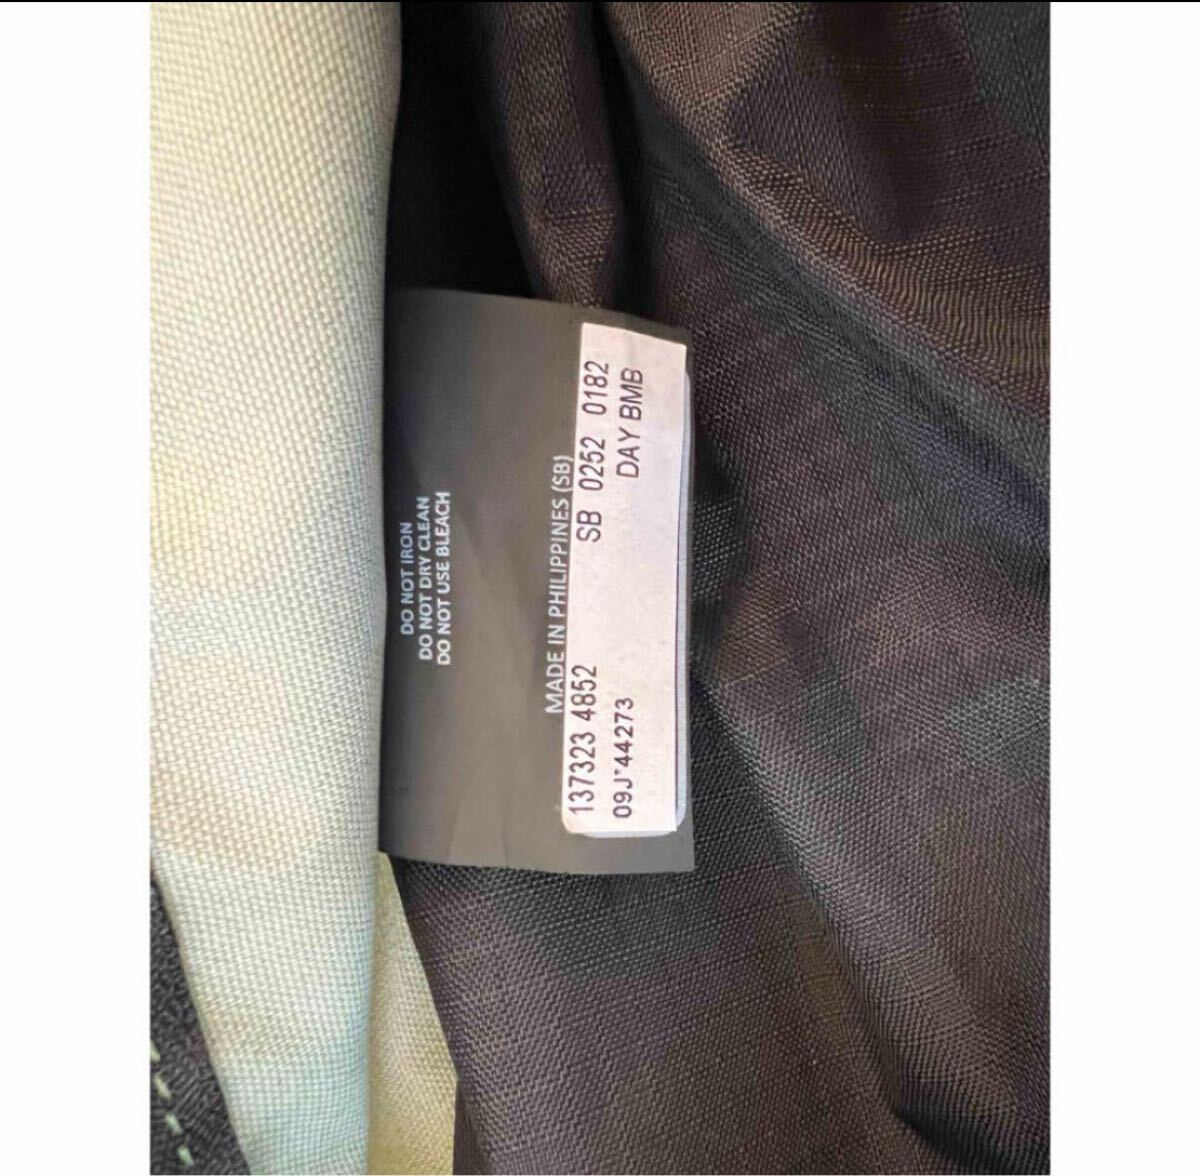 DO NOT IRON
DO NOT DRY CLEAN
DO NOT USE BLEACH
MADE IN PHILIPPINES (SB)
137323 4852 SB 0252 0182
09J*44273 DAY BMB